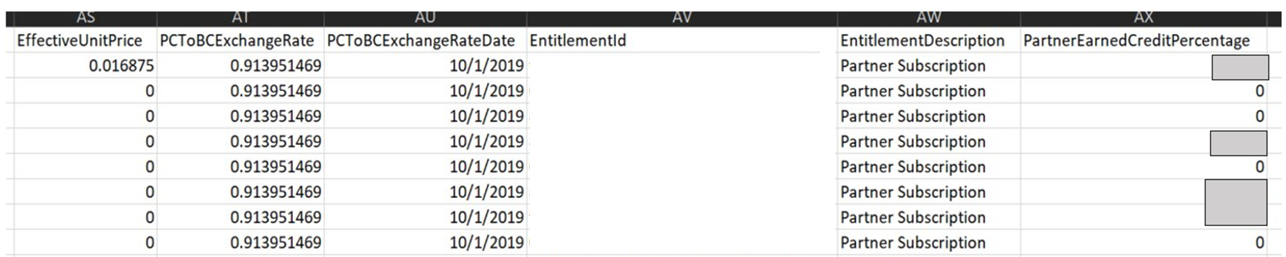 AS AT AU AV AW AX
EffectiveUnitPrice PCToBCExchangeRate PCToBCExchangeRateDate EntitlementId EntitlementDescription PartnerEarnedCreditPercentage
0.016875 0.913951469 10/1/2019 Partner Subscription
0 0.913951469 10/1/2019 Partner Subscription 0
0 0.913951469 10/1/2019 Partner Subscription 0
0 0.913951469 10/1/2019 Partner Subscription
0 0.913951469 10/1/2019 Partner Subscription 0
0 0.913951469 10/1/2019 Partner Subscription
0 0.913951469 10/1/2019 Partner Subscription
0 0.913951469 10/1/2019 Partner Subscription 0